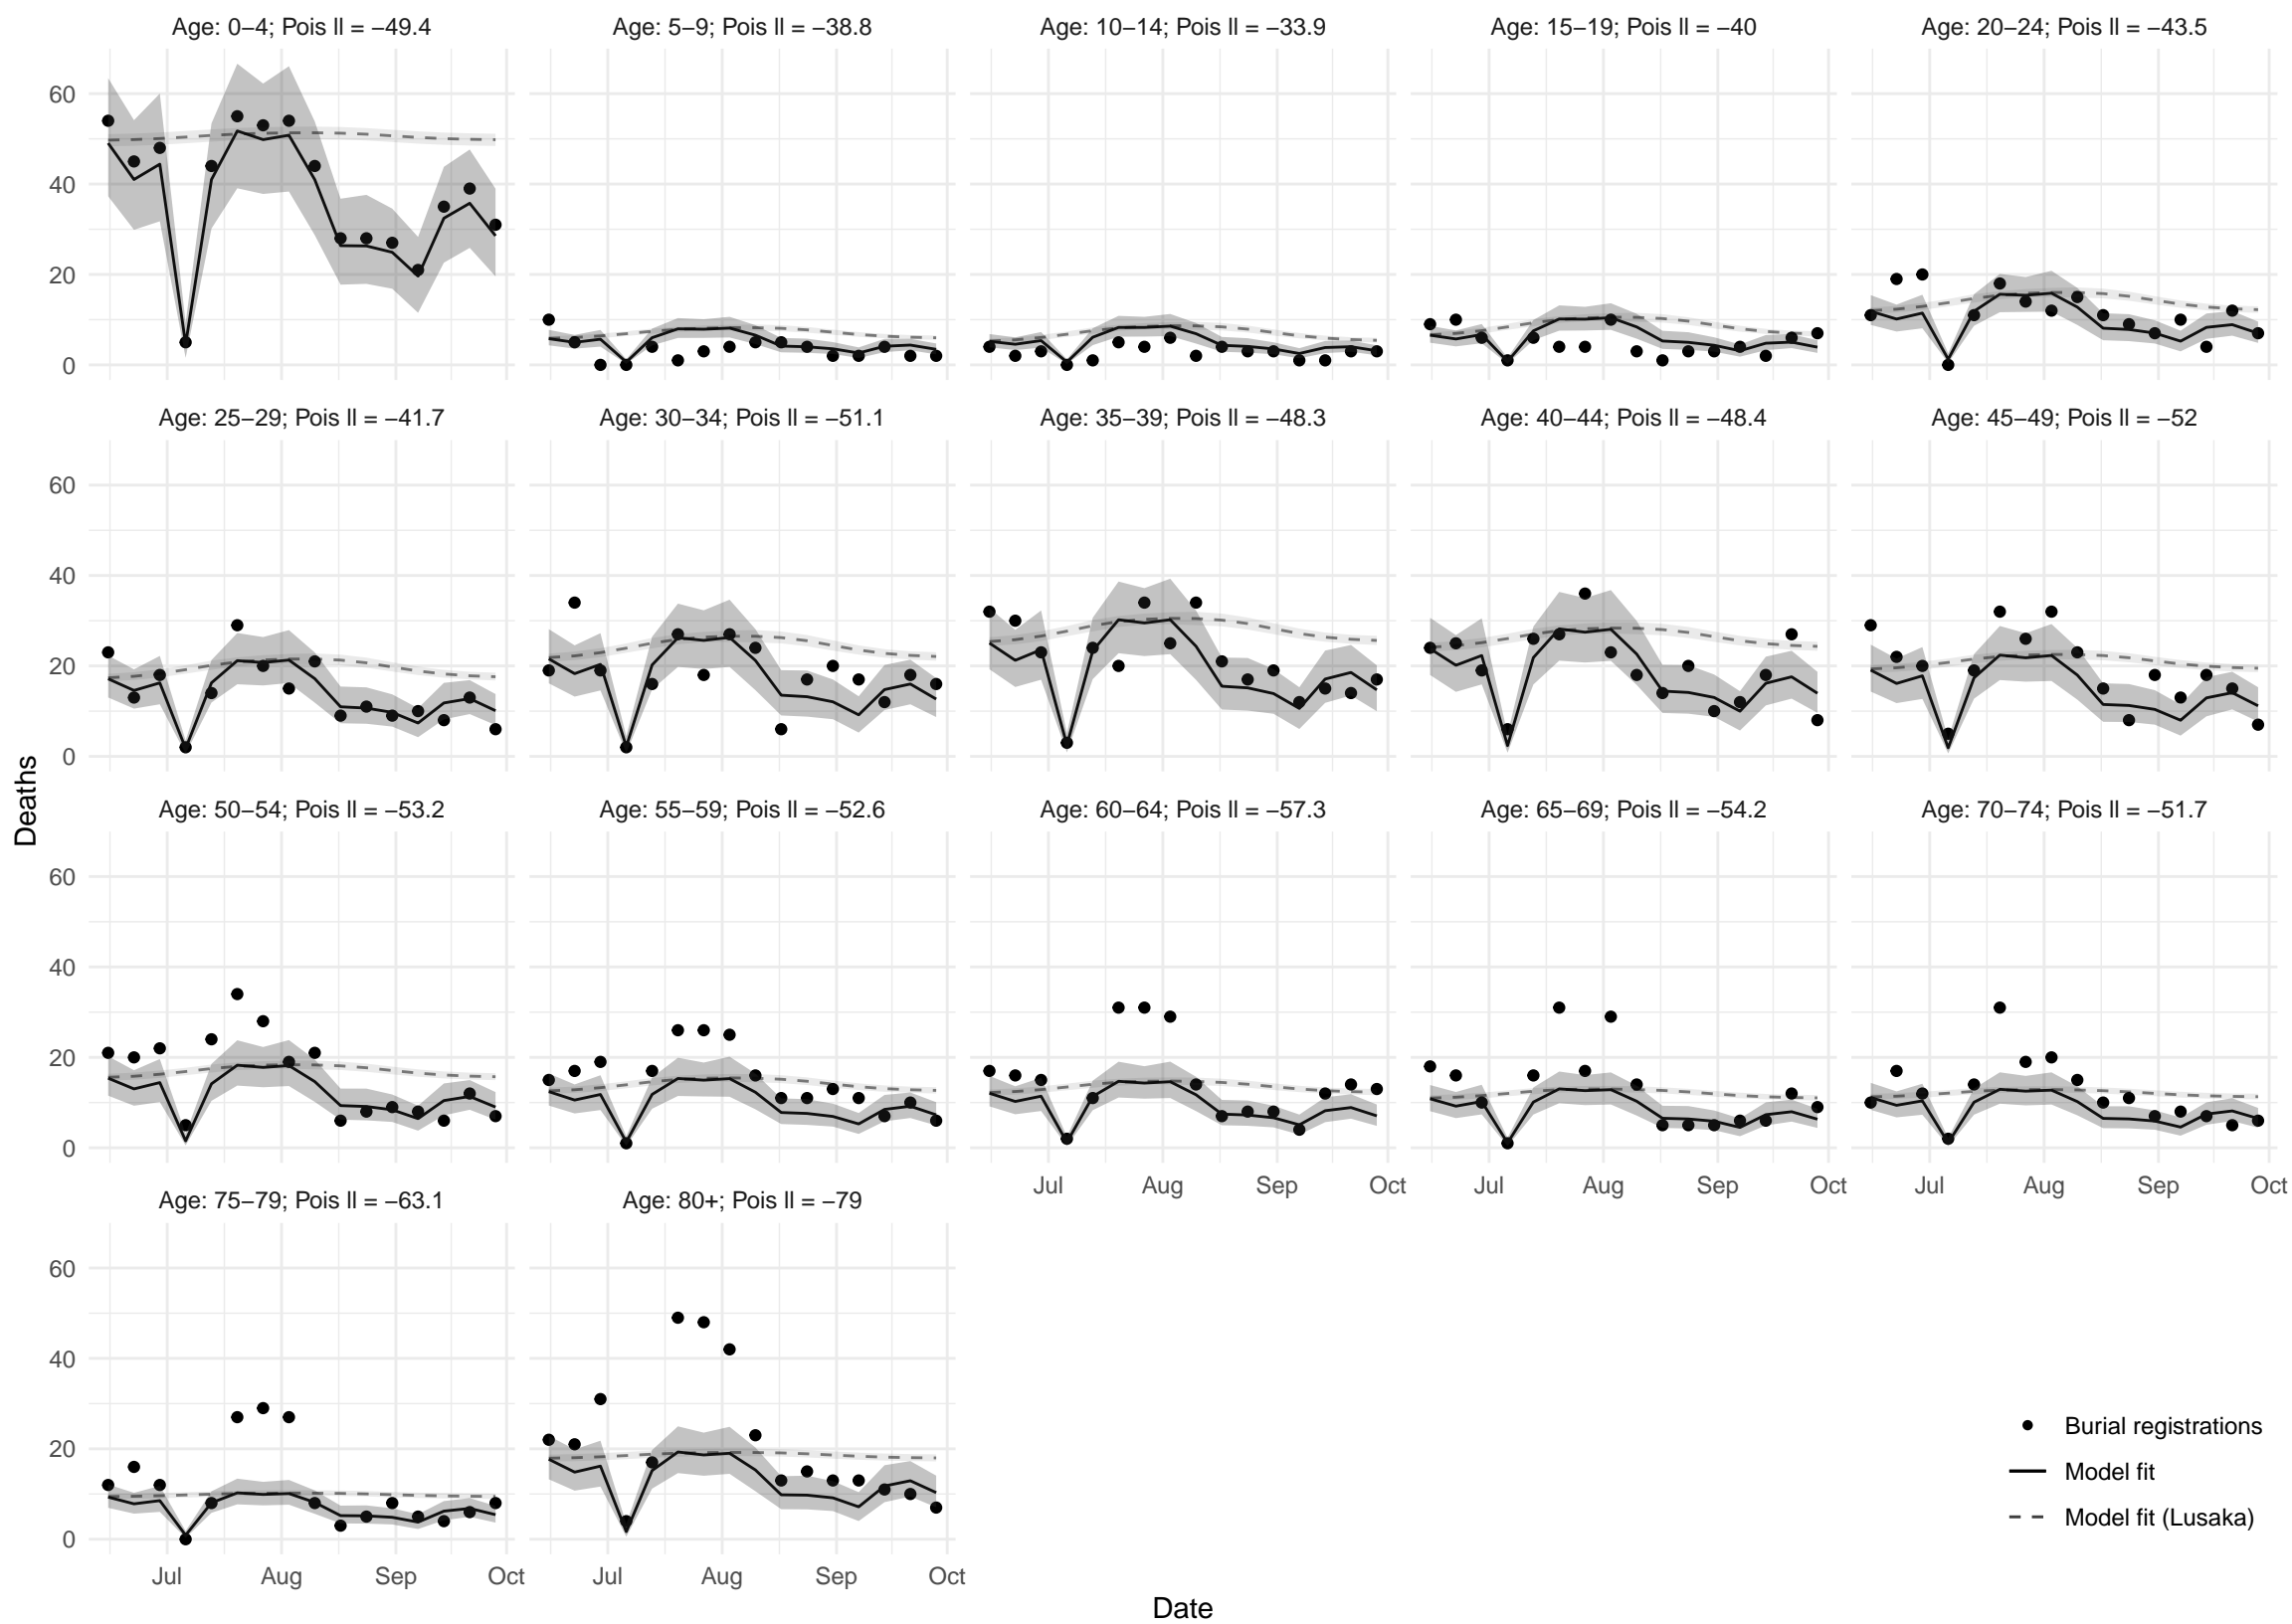 Age: 0−4; Pois ll = −49.4
Age: 5−9; Pois ll = −38.8
Age: 10−14; Pois ll = −33.9
Age: 15−19; Pois ll = −40
Age: 20−24; Pois ll = −43.5
60
40
20
0
Age: 25−29; Pois ll = −41.7
Age: 30−34; Pois ll = −51.1
Age: 35−39; Pois ll = −48.3
Age: 40−44; Pois ll = −48.4
Age: 45−49; Pois ll = −52
60
40
20
0
Deaths
Age: 50−54; Pois ll = −53.2
Age: 55−59; Pois ll = −52.6
Age: 60−64; Pois ll = −57.3
Age: 65−69; Pois ll = −54.2
Age: 70−74; Pois ll = −51.7
60
40
20
0
Jul Aug Sep Oct
Jul Aug Sep Oct
Jul Aug Sep Oct
Age: 75−79; Pois ll = −63.1
Age: 80+; Pois ll = −79
60
40
20
0
Jul Aug Sep Oct
Jul Aug Sep Oct
Burial registrations
Model fit
Model fit (Lusaka)
Date